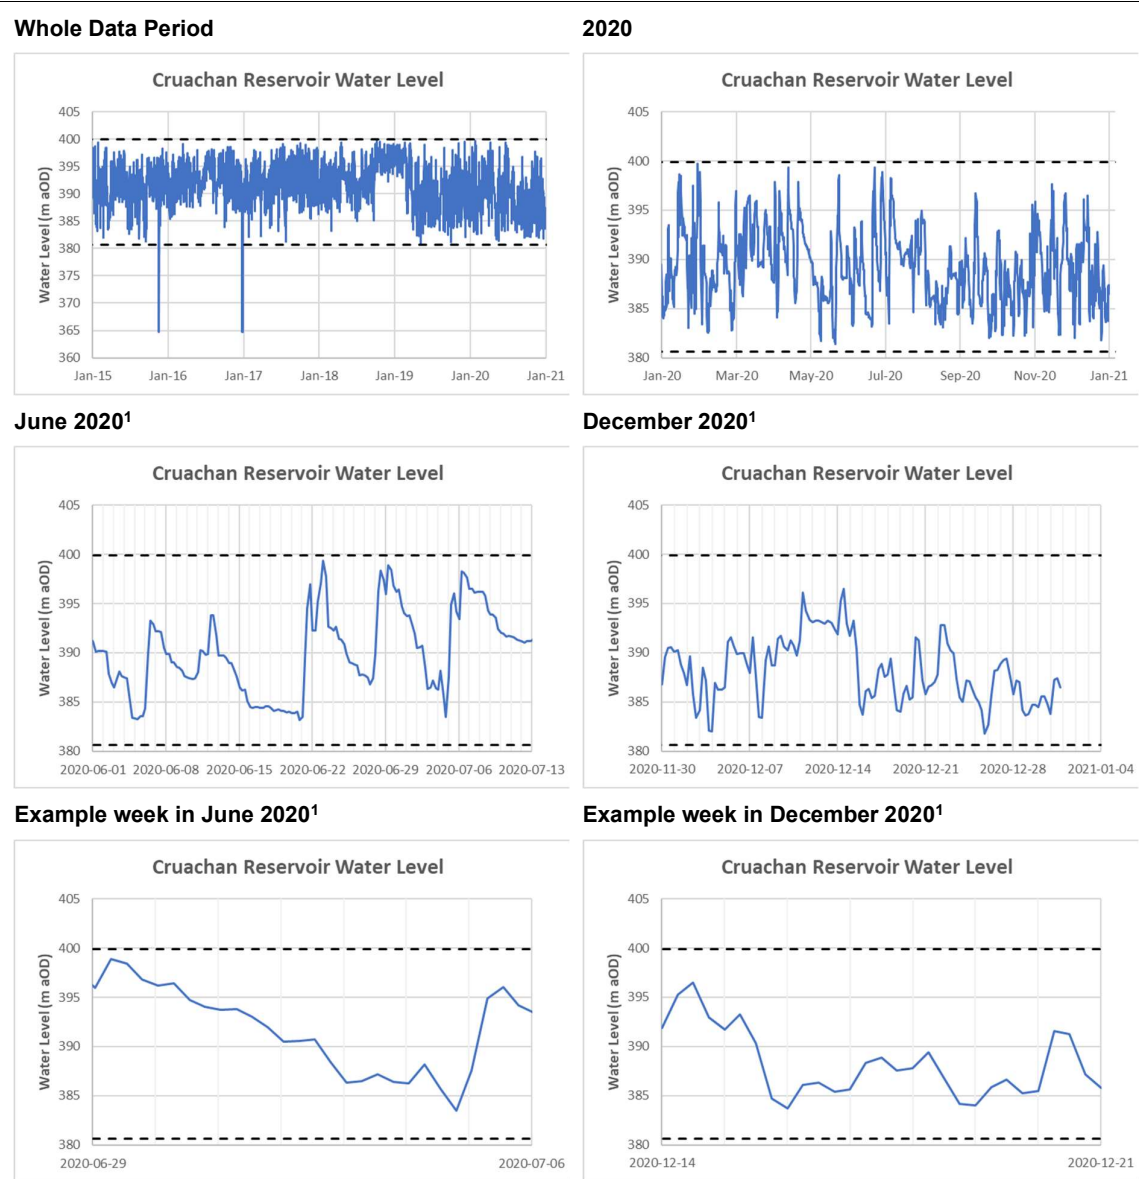 Whole Data Period
Cruachan Reservoir Water Level
Water Level (m aOD)
405
400
395
390
385
380
375
370
365
360
Jan-15 Jan-16 Jan-17 Jan-18 Jan-19 Jan-20 Jan-21
2020
Cruachan Reservoir Water Level
Water Level (m aOD)
405
400
395
390
385
380
Jan-20 Mar-20 May-20 Jul-20 Sep-20 Nov-20 Jan-21
June 2020¹
Cruachan Reservoir Water Level
Water Level (m aOD)
405
400
395
390
385
380
2020-06-01 2020-06-08 2020-06-15 2020-06-22 2020-06-29 2020-07-06 2020-07-13
December 2020¹
Cruachan Reservoir Water Level
Water Level (m aOD)
405
400
395
390
385
380
2020-11-30 2020-12-07 2020-12-14 2020-12-21 2020-12-28 2021-01-04
Example week in June 2020¹
Cruachan Reservoir Water Level
Water Level (m aOD)
405
400
395
390
385
380
2020-06-29 2020-07-06
Example week in December 2020¹
Cruachan Reservoir Water Level
Water Level (m aOD)
405
400
395
390
385
380
2020-12-14 2020-12-21